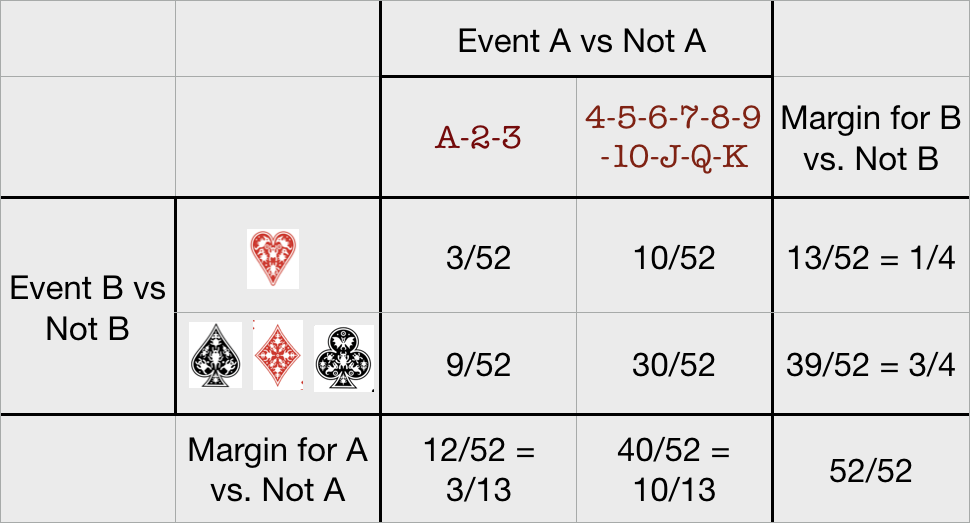 Event A vs Not A
A-2-3
4-5-6-7-8-9
-10-J-Q-K
Margin for B
vs. Not B
Event B vs
Not B
3/52
10/52
13/52 = 1/4
9/52
30/52
39/52 = 3/4
Margin for A
vs. Not A
12/52 =
3/13
40/52 =
10/13
52/52